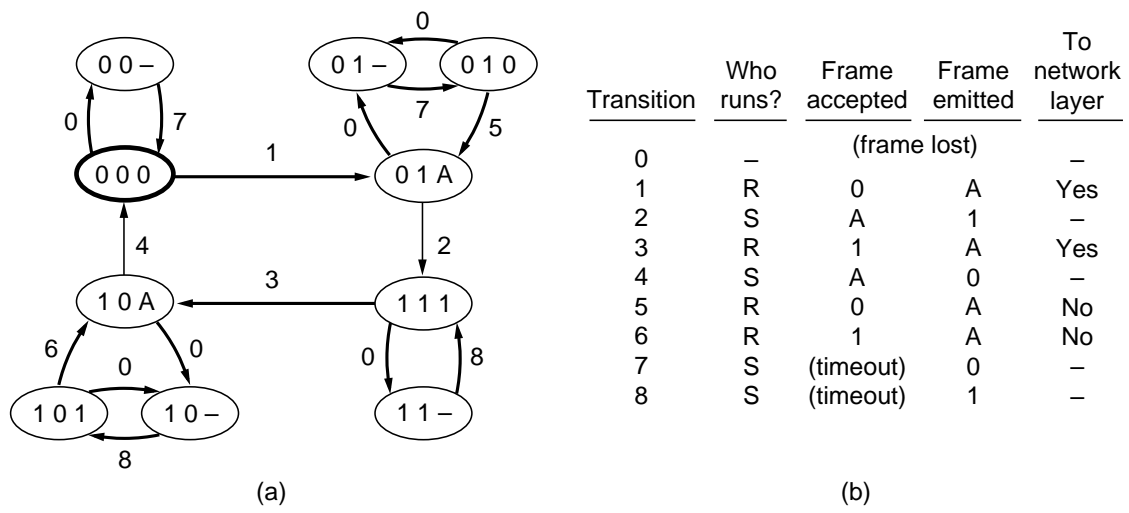 0 0 –
0
7
0 0 0
1
0
0 1 –
0 1 0
7
0
5
0 1 A
4
2
3
1 0 A
1 1 1
6
0
0
0
8
1 0 1
1 0 –
1 1 –
8
(a)
To
Who Frame Frame network
Transition runs? accepted emitted layer
(frame lost)
0 – –
1 R 0 A Yes
2 S A 1 –
3 R 1 A Yes
4 S A 0 –
5 R 0 A No
6 R 1 A No
7 S (timeout) 0 –
8 S (timeout) 1 –
(b)